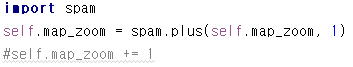 import spam
self.map_zoom = spam.plus(self.map_zoom, 1)
#self.map_zoom += 1